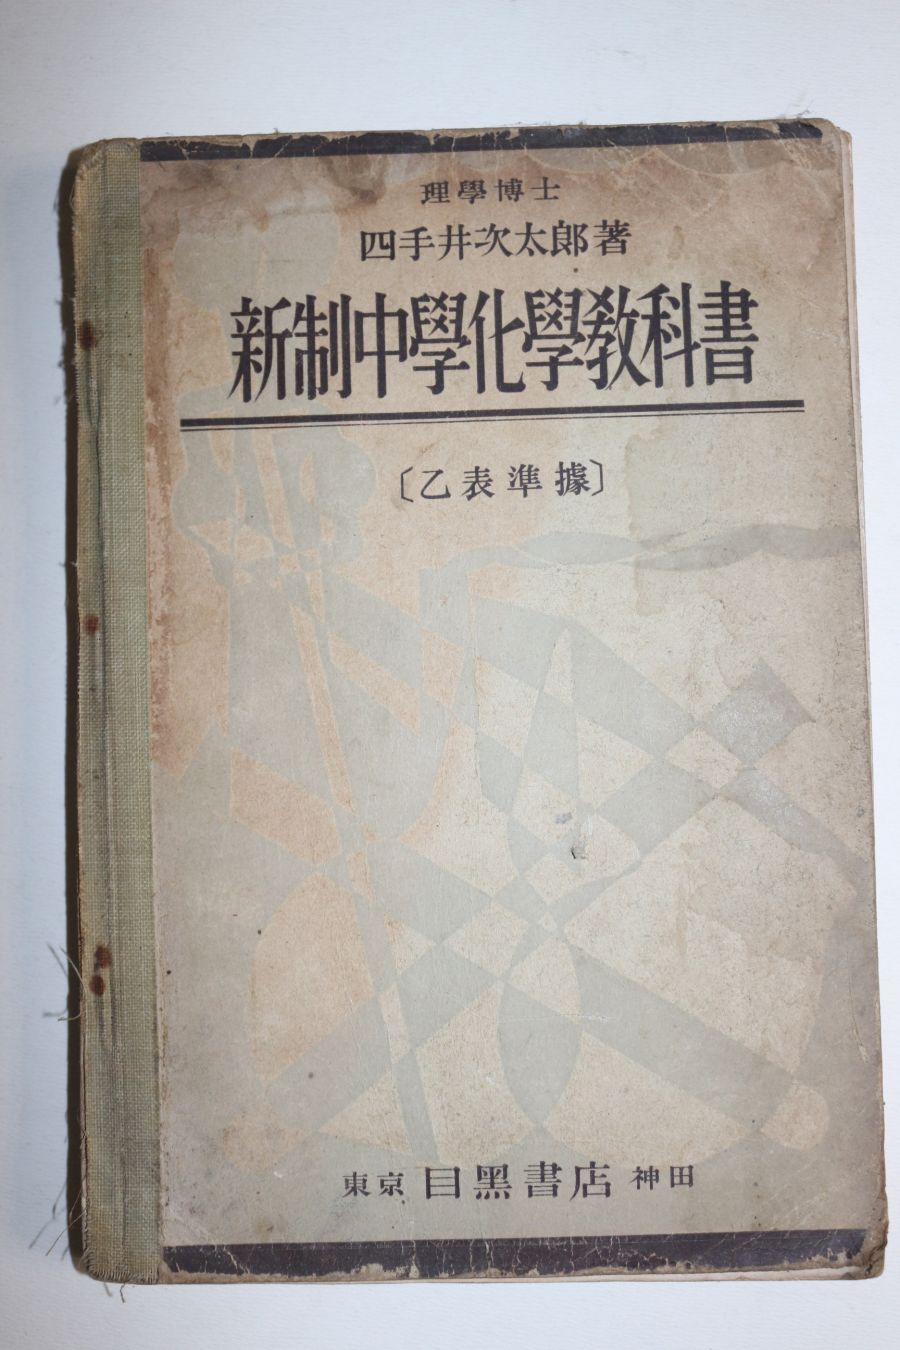 理學博士
四手井次太郎著
新制中學化學敎科書
〔乙表準據〕
東京 目黑書店 神田